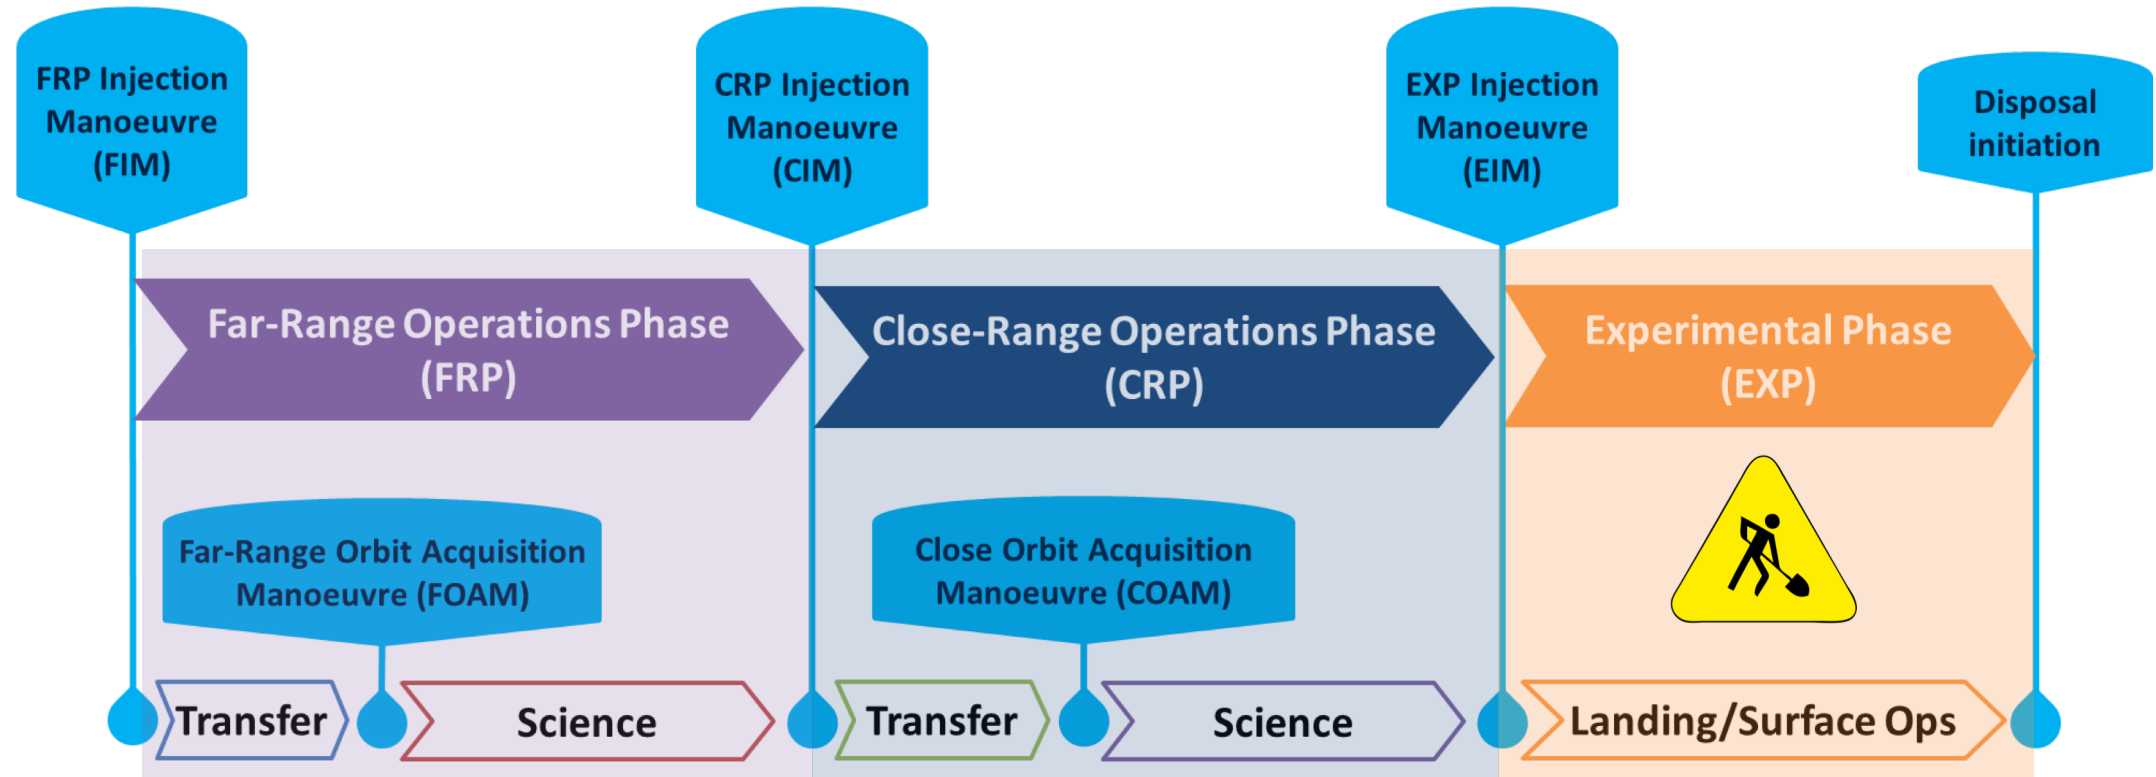 FRP Injection
Manoeuvre
(FIM)
CRP Injection
Manoeuvre
(CIM)
EXP Injection
Manoeuvre
(EIM)
Disposal
initiation
Far-Range Operations Phase
(FRP)
Close-Range Operations Phase
(CRP)
Experimental Phase
(EXP)
Far-Range Orbit Acquisition
Manoeuvre (FOAM)
Close Orbit Acquisition
Manoeuvre (COAM)
Transfer
Science
Transfer
Science
Landing/Surface Ops